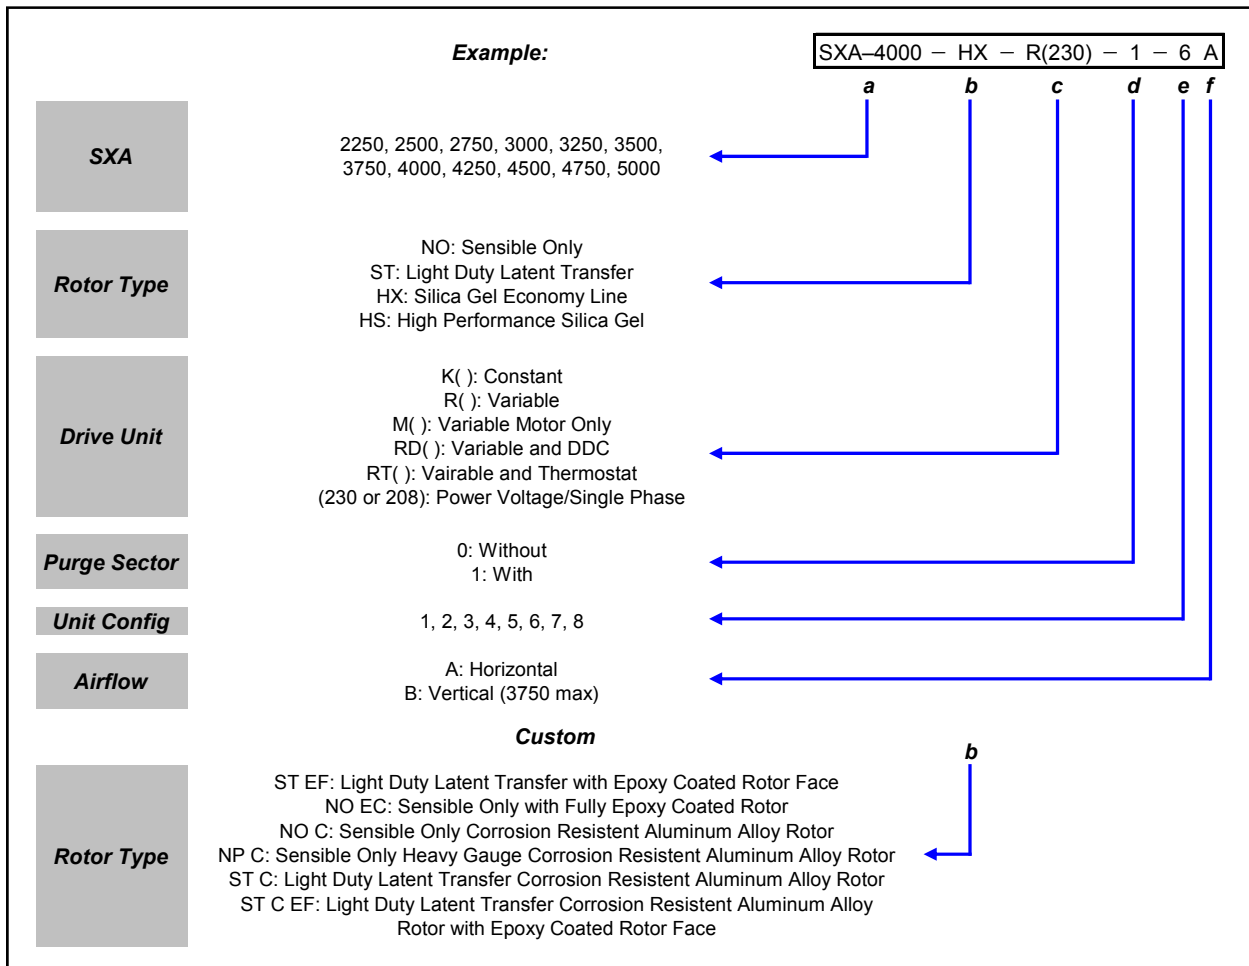 Example:
SXA–4000 – HX – R(230) – 1 – 6 A
a b c d e f
SXA
2250, 2500, 2750, 3000, 3250, 3500,
3750, 4000, 4250, 4500, 4750, 5000
Rotor Type
NO: Sensible Only
ST: Light Duty Latent Transfer
HX: Silica Gel Economy Line
HS: High Performance Silica Gel
Drive Unit
K( ): Constant
R( ): Variable
M( ): Variable Motor Only
RD( ): Variable and DDC
RT( ): Vairable and Thermostat
(230 or 208): Power Voltage/Single Phase
Purge Sector
0: Without
1: With
Unit Config
1, 2, 3, 4, 5, 6, 7, 8
Airflow
A: Horizontal
B: Vertical (3750 max)
Custom
b
Rotor Type
ST EF: Light Duty Latent Transfer with Epoxy Coated Rotor Face
NO EC: Sensible Only with Fully Epoxy Coated Rotor
NO C: Sensible Only Corrosion Resistent Aluminum Alloy Rotor
NP C: Sensible Only Heavy Gauge Corrosion Resistent Aluminum Alloy Rotor
ST C: Light Duty Latent Transfer Corrosion Resistent Aluminum Alloy Rotor
ST C EF: Light Duty Latent Transfer Corrosion Resistent Aluminum Alloy
Rotor with Epoxy Coated Rotor Face